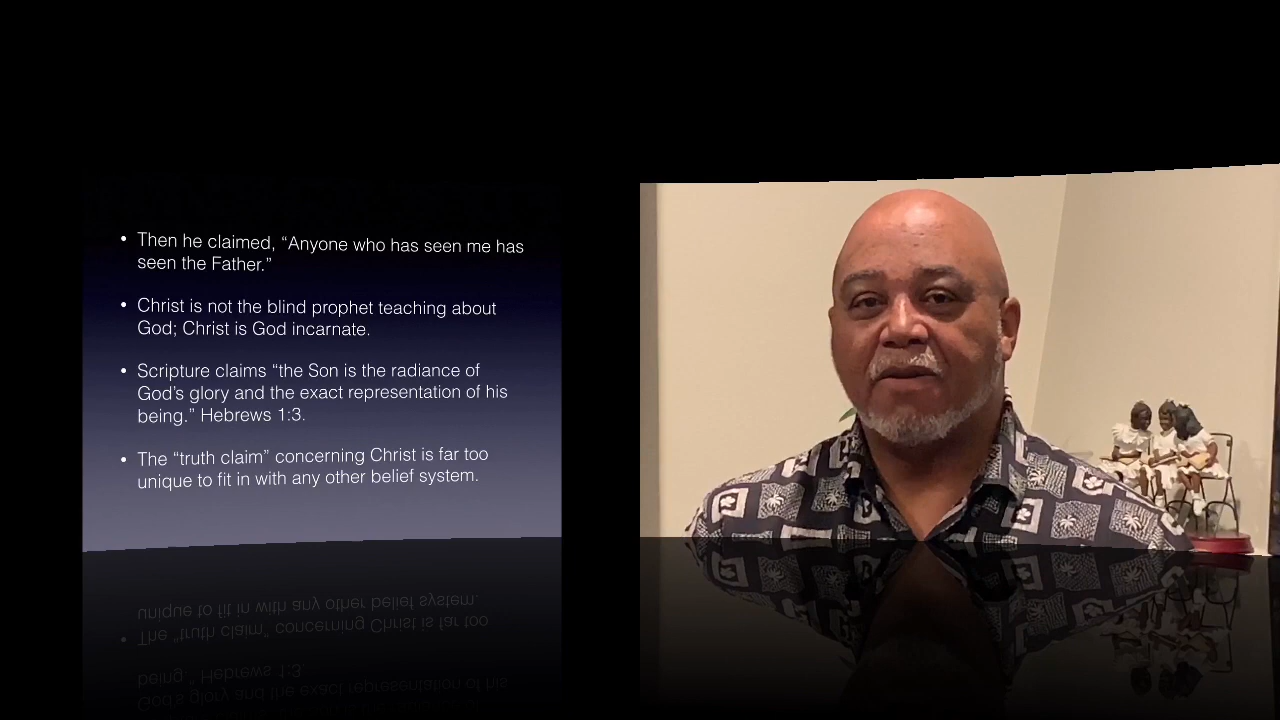 • Then he claimed, “Anyone who has seen me has
seen the Father.”
• Christ is not the blind prophet teaching about
God; Christ is God incarnate.
• Scripture claims “the Son is the radiance of
God’s glory and the exact representation of his
being.” Hebrews 1:3.
• The “truth claim” concerning Christ is far too
unique to fit in with any other belief system.